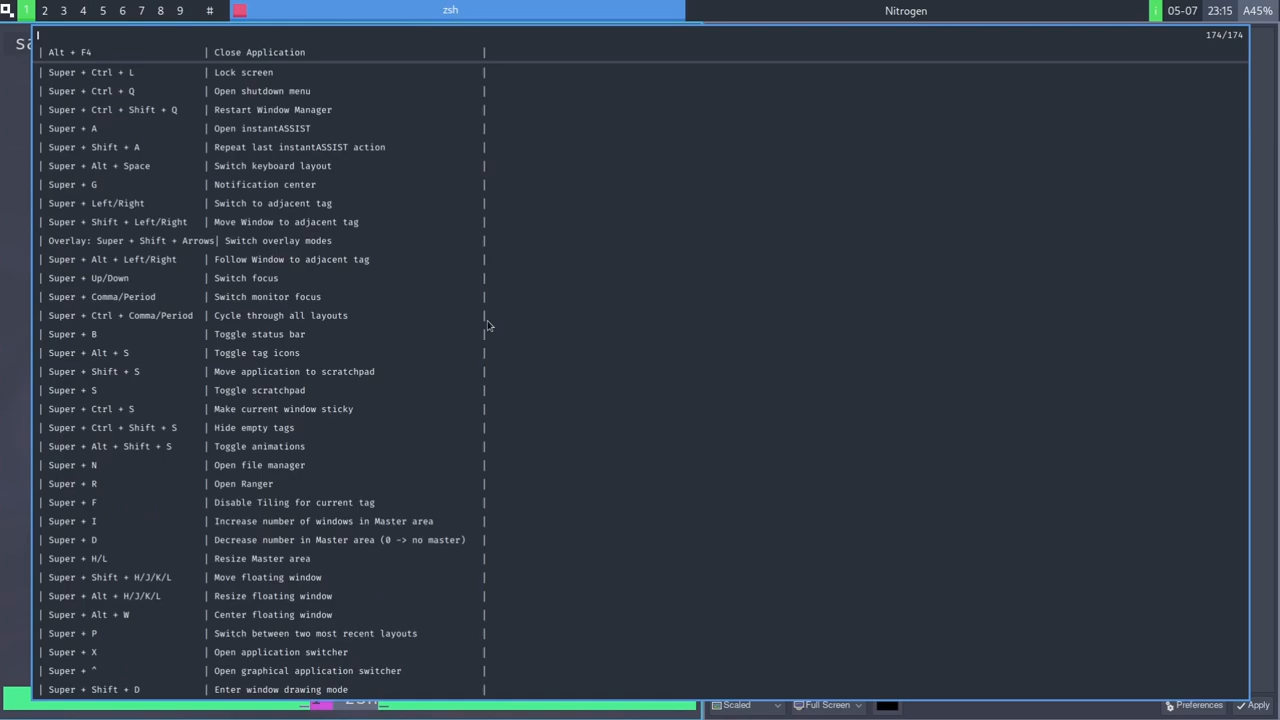 1 2 3 4 5 6 7 8 9 # zsh Nitrogen i 05-07 23:15 A45%
174/174
| Alt + F4 | Close Application |
| Super + Ctrl + L | Lock screen |
| Super + Ctrl + Q | Open shutdown menu |
| Super + Ctrl + Shift + Q | Restart Window Manager |
| Super + A | Open instantASSIST |
| Super + Shift + A | Repeat last instantASSIST action |
| Super + Alt + Space | Switch keyboard layout |
| Super + G | Notification center |
| Super + Left/Right | Switch to adjacent tag |
| Super + Shift + Left/Right | Move Window to adjacent tag |
| Overlay: Super + Shift + Arrows| Switch overlay modes |
| Super + Alt + Left/Right | Follow Window to adjacent tag |
| Super + Up/Down | Switch focus |
| Super + Comma/Period | Switch monitor focus |
| Super + Ctrl + Comma/Period | Cycle through all layouts |
| Super + B | Toggle status bar |
| Super + Alt + S | Toggle tag icons |
| Super + Shift + S | Move application to scratchpad |
| Super + S | Toggle scratchpad |
| Super + Ctrl + S | Make current window sticky |
| Super + Ctrl + Shift + S | Hide empty tags |
| Super + Alt + Shift + S | Toggle animations |
| Super + N | Open file manager |
| Super + R | Open Ranger |
| Super + F | Disable Tiling for current tag |
| Super + I | Increase number of windows in Master area |
| Super + D | Decrease number in Master area (0 -> no master) |
| Super + H/L | Resize Master area |
| Super + Shift + H/J/K/L | Move floating window |
| Super + Alt + H/J/K/L | Resize floating window |
| Super + Alt + W | Center floating window |
| Super + P | Switch between two most recent layouts |
| Super + X | Open application switcher |
| Super + ^ | Open graphical application switcher |
| Super + Shift + D | Enter window drawing mode |
Scaled Full Screen Preferences Apply